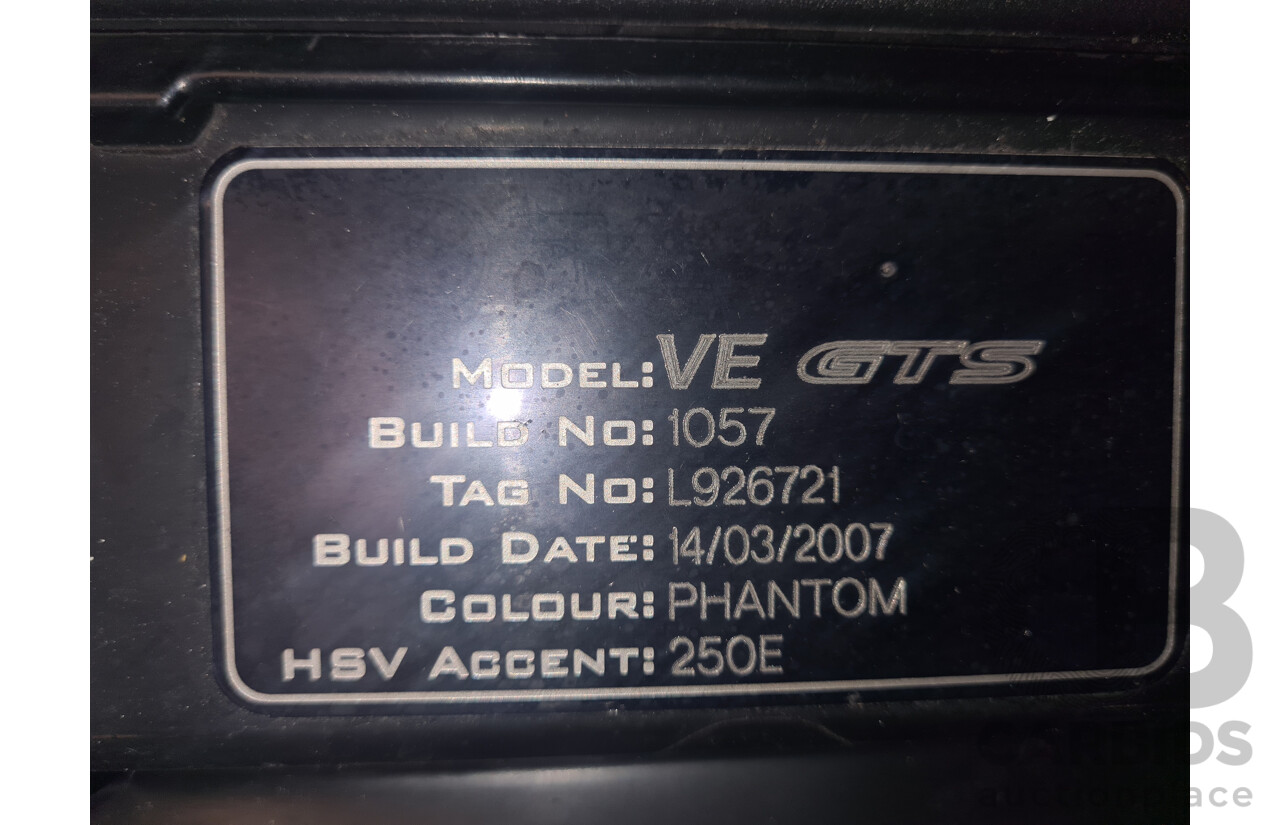 MODEL: VE GTS
BUILD NO: 1057
TAG NO: L926721
BUILD DATE: 14/03/2007
COLOUR: PHANTOM
HSV ACCENT: 250E
auctionplace